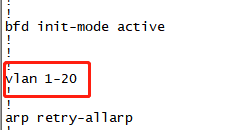 !
bfd init-mode active
!
!
!
vlan 1-20
!
arp retry-allarp